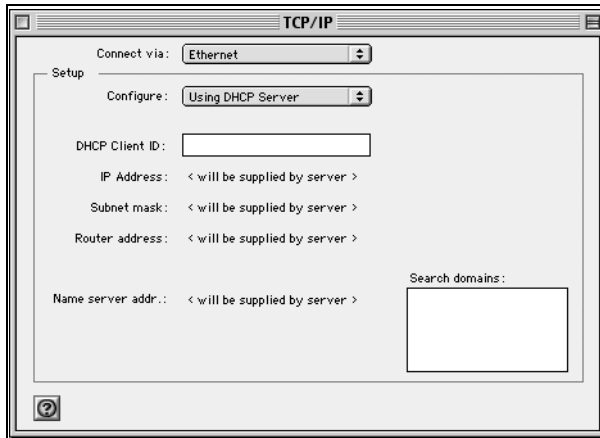 TCP/IP
Connect via: Ethernet
Setup
Configure: Using DHCP Server
DHCP Client ID:
IP Address: < will be supplied by server >
Subnet mask: < will be supplied by server >
Router address: < will be supplied by server >
Search domains:
Name server addr.: < will be supplied by server >
?